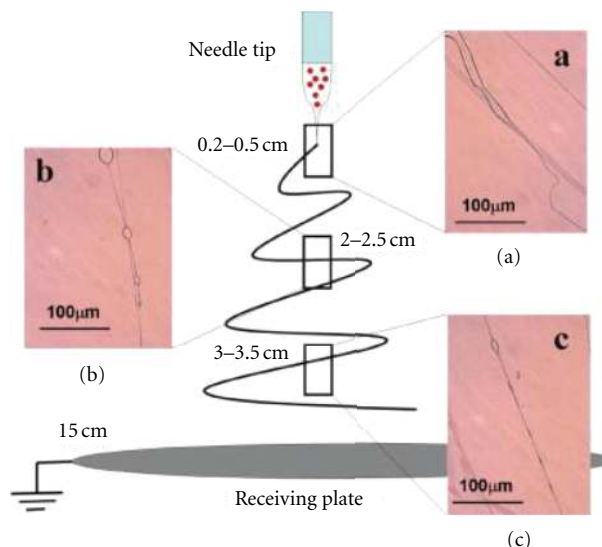 Needle tip
a
100μm
(a)
0.2–0.5 cm
b
100μm
(b)
2–2.5 cm
3–3.5 cm
c
100μm
(c)
15 cm
Receiving plate